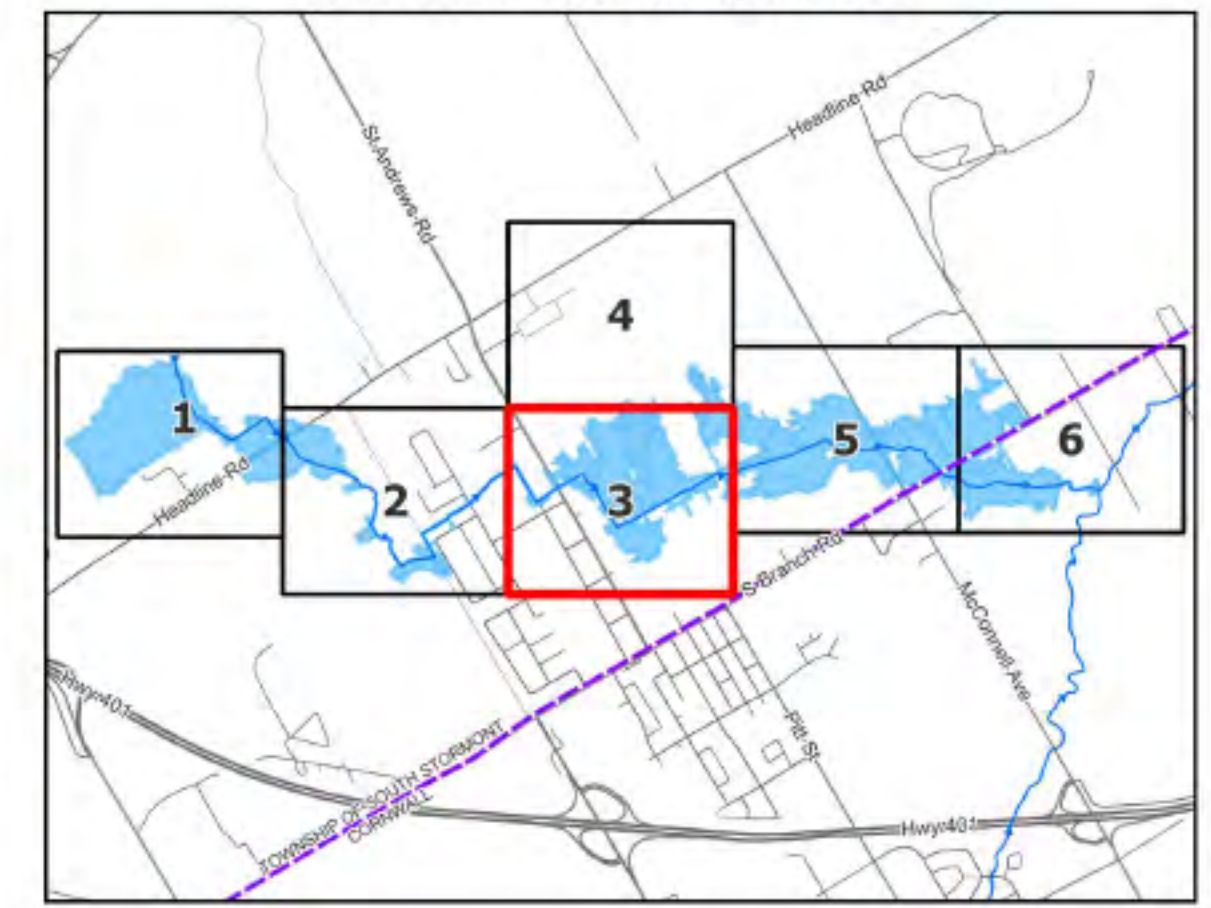 Headline Rd
St Andrews Rd
4
1
5
6
Headline Rd
2
3
S Branch Rd
McConnell Ave
Hwy 401
Pitt St
TOWNSHIP OF SOUTH STORMONT
CORNWALL
Hwy 401